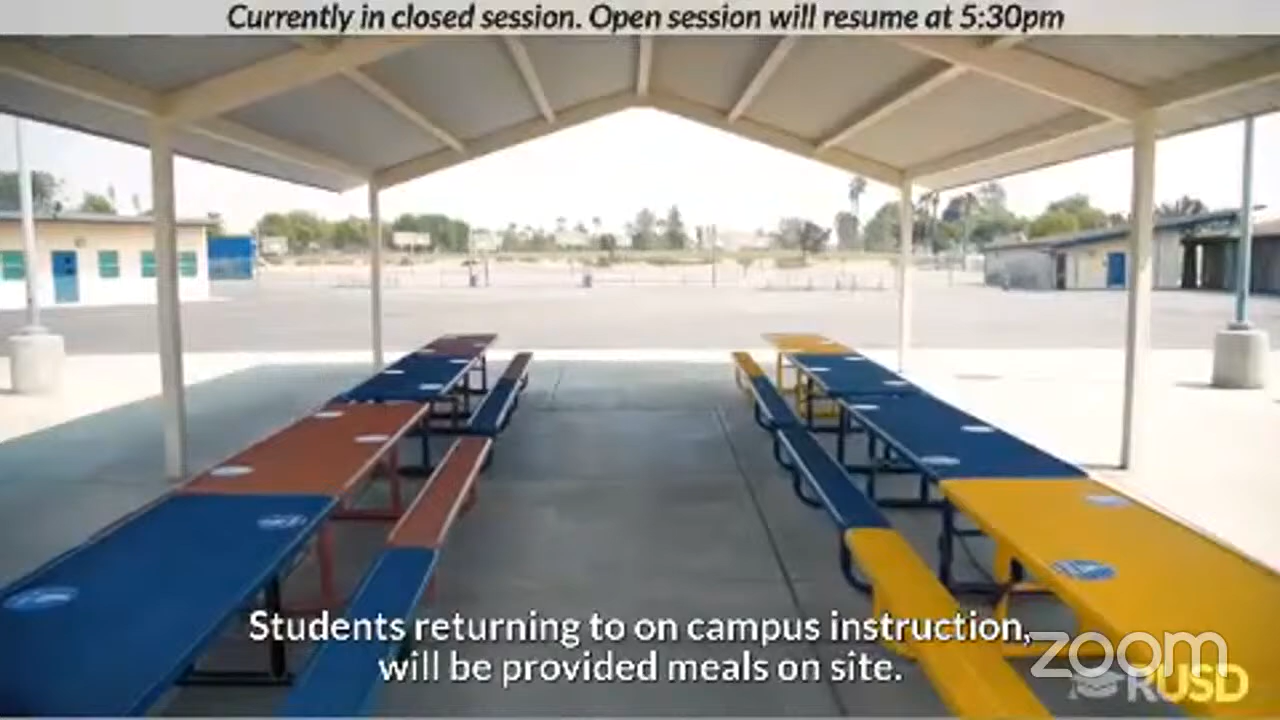 Currently in closed session. Open session will resume at 5:30pm
Students returning to on campus instruction,
will be provided meals on site.
zoom
RUSD